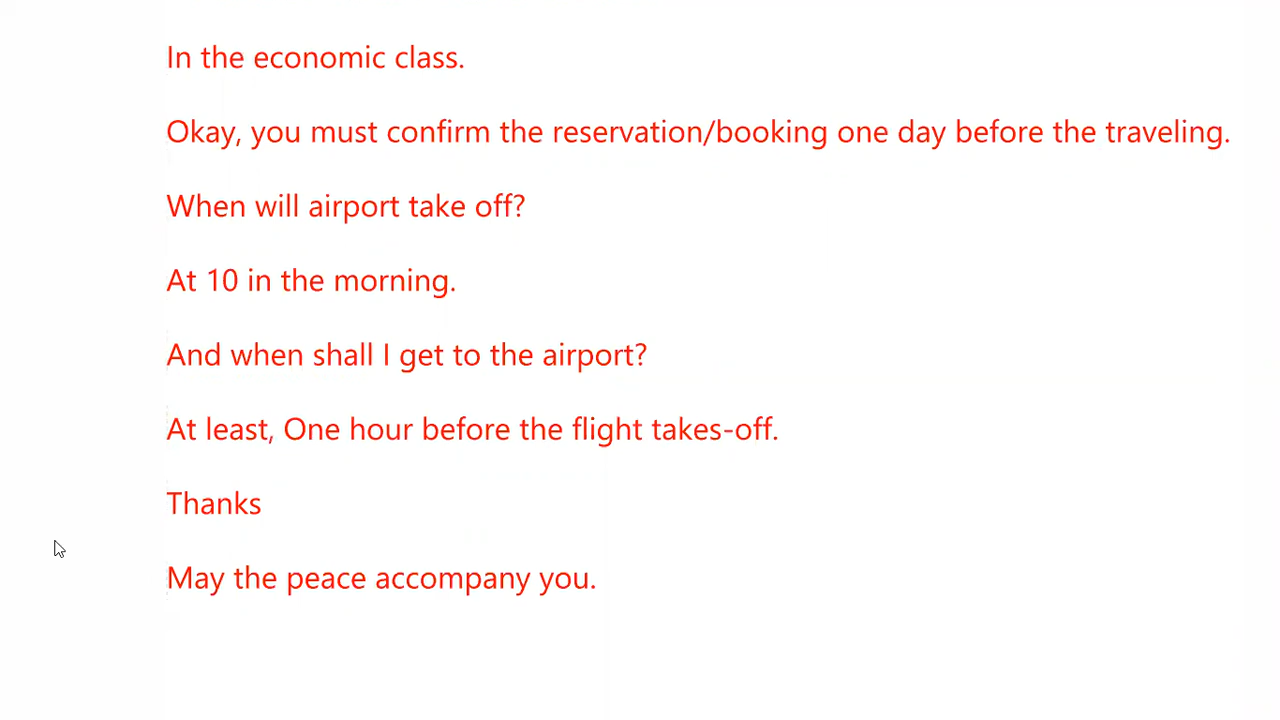 In the economic class.
Okay, you must confirm the reservation/booking one day before the traveling.
When will airport take off?
At 10 in the morning.
And when shall I get to the airport?
At least, One hour before the flight takes-off.
Thanks
May the peace accompany you.